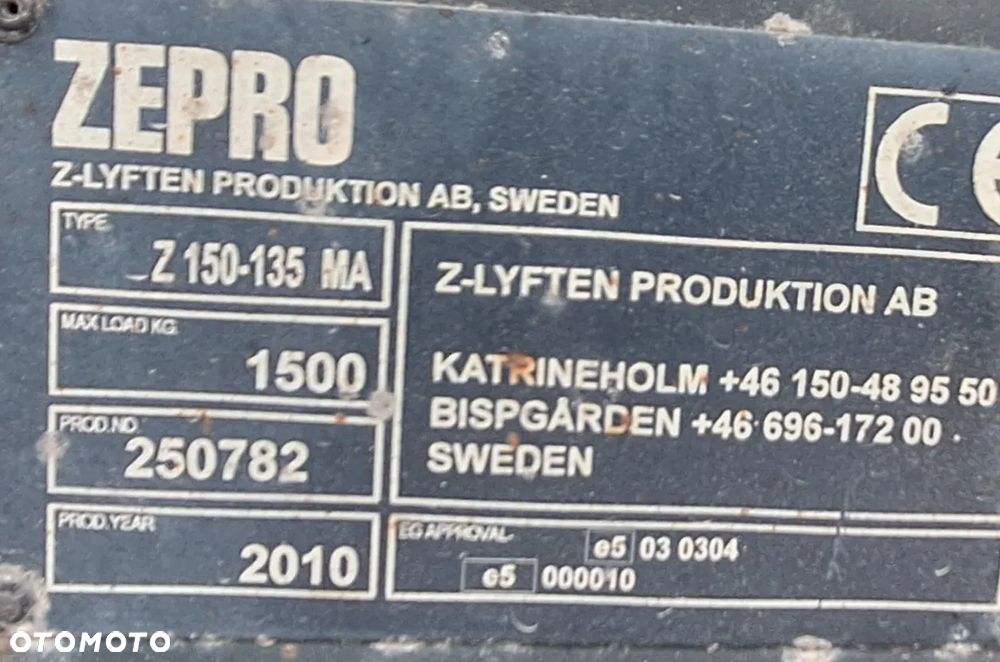 ZEPRO
Z-LYFTEN PRODUKTION AB, SWEDEN
CE
TYPE
Z 150-135 MA
MAX LOAD KG.
1500
PROD.NO.
250782
PROD.YEAR
2010
Z-LYFTEN PRODUKTION AB
KATRINEHOLM +46 150-48 95 50
BISPGÅRDEN +46 696-172 00
SWEDEN
EG APPROVAL
e5 03 0304
e5 000010
OTOMOTO